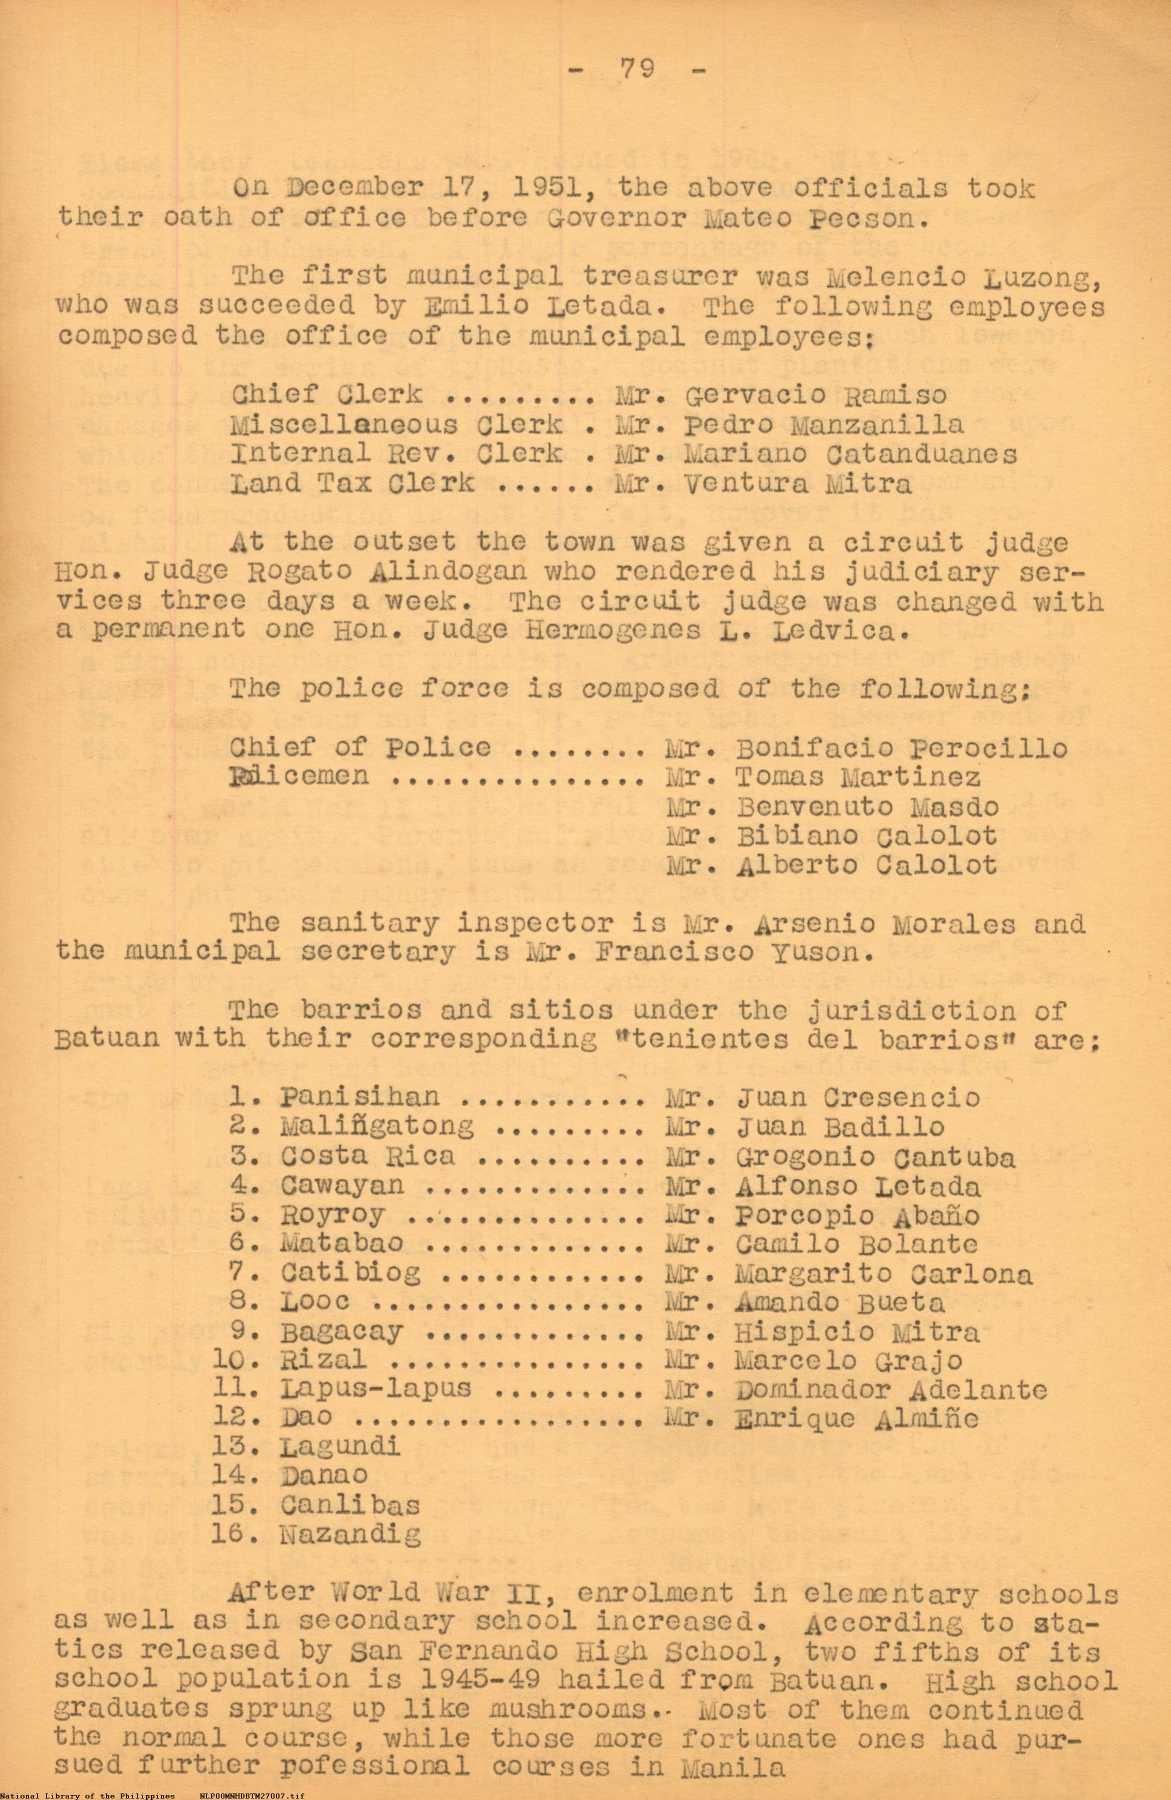 - 79 -
On December 17, 1951, the above officials took
their oath of office before Governor Mateo Pecson.
The first municipal treasurer was Melencio Luzong,
who was succeeded by Emilio Letada. The following employees
composed the office of the municipal employees:
Chief Clerk ......... Mr. Gervacio Ramiso
Miscellaneous Clerk . Mr. Pedro Manzanilla
Internal Rev. Clerk . Mr. Mariano Catanduanes
Land Tax Clerk ...... Mr. Ventura Mitra
At the outset the town was given a circuit judge
Hon. Judge Rogato Alindogan who rendered his judiciary ser-
vices three days a week. The circuit judge was changed with
a permanent one Hon. Judge Hermogenes L. Ledvica.
The police force is composed of the following:
Chief of Police ........ Mr. Bonifacio Perocillo
Policemen ............... Mr. Tomas Martinez
Mr. Benvenuto Masdo
Mr. Bibiano Calolot
Mr. Alberto Calolot
The sanitary inspector is Mr. Arsenio Morales and
the municipal secretary is Mr. Francisco Yuson.
The barrios and sitios under the jurisdiction of
Batuan with their corresponding "tenientes del barrios" are:
1. Panisihan ........... Mr. Juan Cresencio
2. Maliñgatong ......... Mr. Juan Badillo
3. Costa Rica .......... Mr. Grogonio Cantuba
4. Cawayan ............. Mr. Alfonso Letada
5. Royroy .............. Mr. Porcopio Abaño
6. Matabao ............. Mr. Camilo Bolante
7. Catibiog ............ Mr. Margarito Carlona
8. Looc ................ Mr. Amando Bueta
9. Bagacay ............. Mr. Hispicio Mitra
10. Rizal ............... Mr. Marcelo Grajo
11. Lapus-lapus ......... Mr. Dominador Adelante
12. Dao ................. Mr. Enrique Almiñe
13. Lagundi
14. Danao
15. Canlibas
16. Nazandig
After World War II, enrolment in elementary schools
as well as in secondary school increased. According to sta-
tics released by San Fernando High School, two fifths of its
school population is 1945-49 hailed from Batuan. High school
graduates sprung up like mushrooms.. Most of them continued
the normal course, while those more fortunate ones had pur-
sued further pofessional courses in Manila
National Library of the Philippines NLPOOMNHDBTM27007.tif